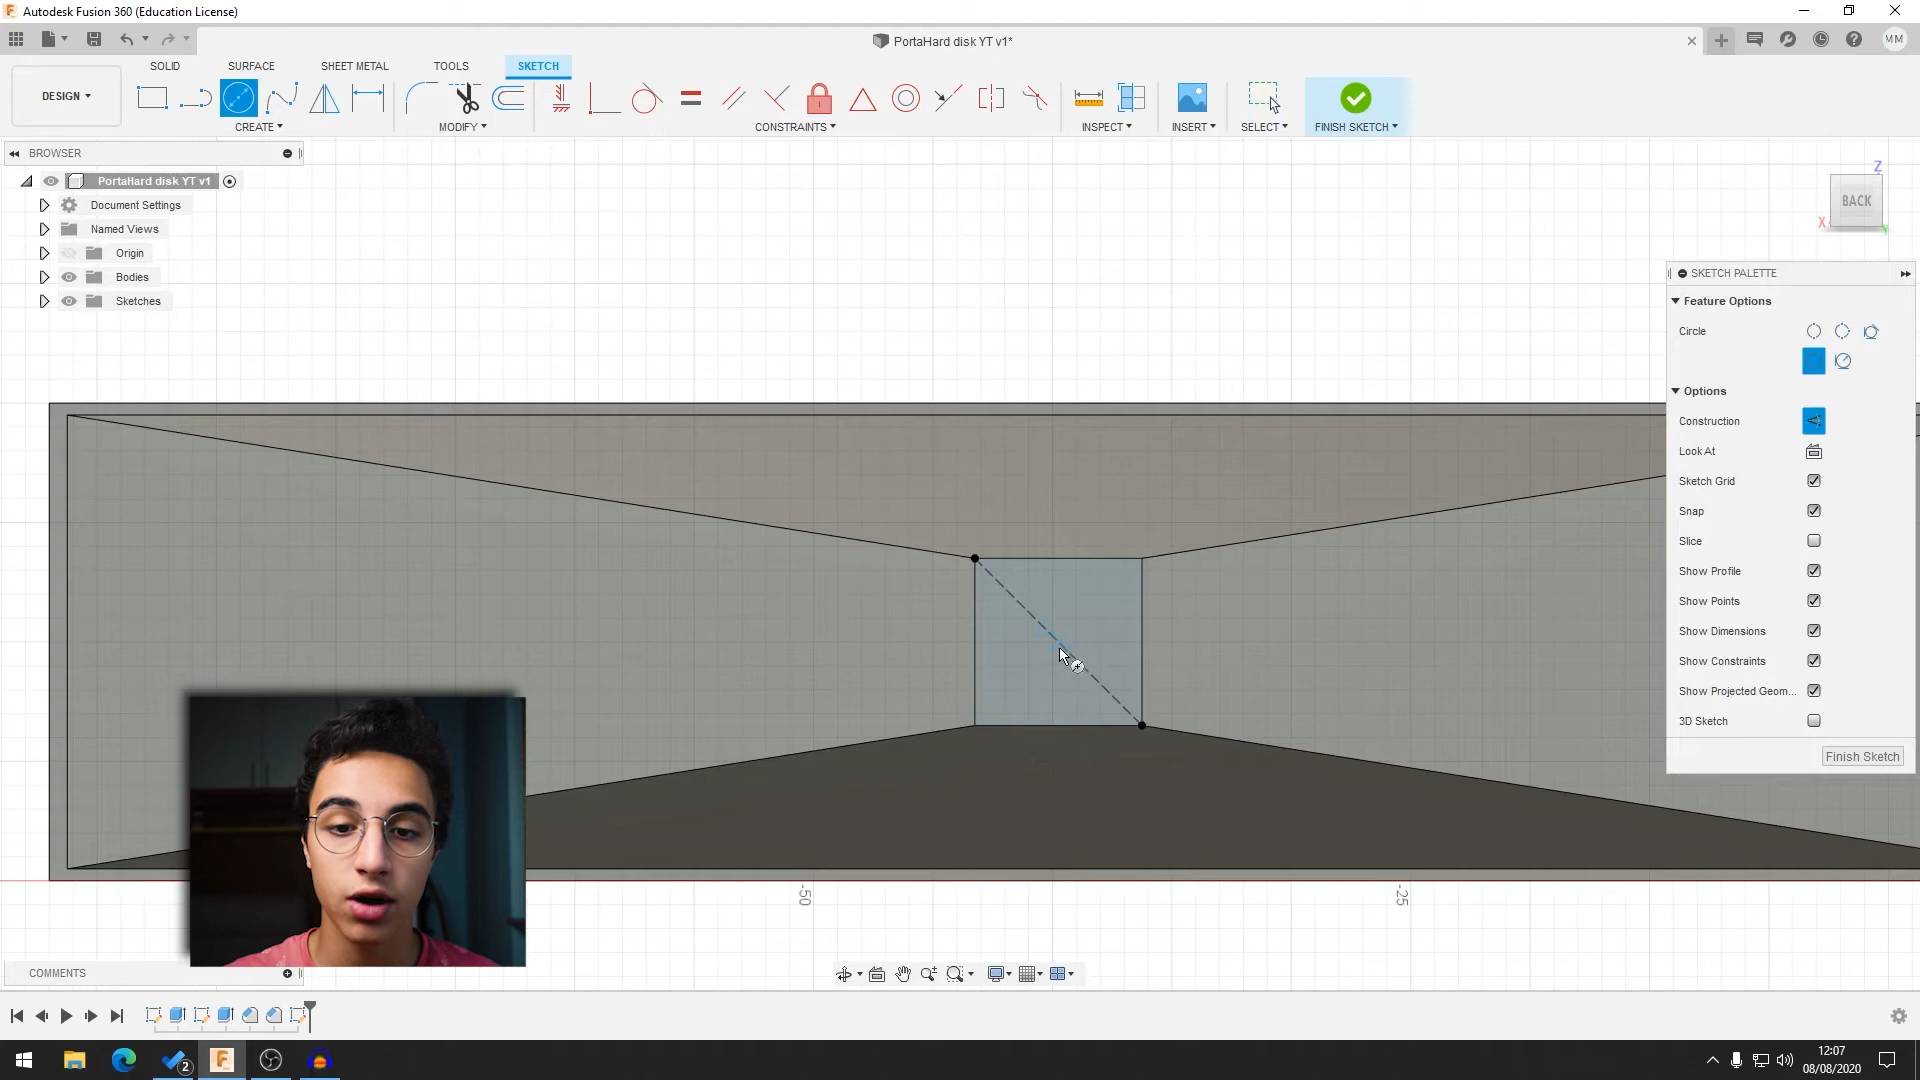 Autodesk Fusion 360 (Education License)
PortaHard disk YT v1*
MM
DESIGN
SOLID
SURFACE
SHEET METAL
TOOLS
SKETCH
CREATE
MODIFY
CONSTRAINTS
INSPECT
INSERT
SELECT
FINISH SKETCH
BROWSER
PortaHard disk YT v1
Document Settings
Named Views
Origin
Bodies
Sketches
Z
BACK
X
Y
SKETCH PALETTE
Feature Options
Circle
Options
Construction
Look At
Sketch Grid
Snap
Slice
Show Profile
Show Points
Show Dimensions
Show Constraints
Show Projected Geom...
3D Sketch
Finish Sketch
-50
-25
COMMENTS
2
12:07
08/08/2020